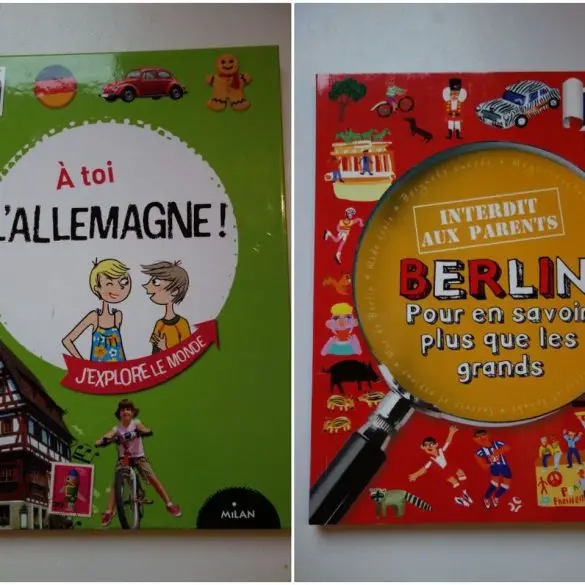 À toi
L'ALLEMAGNE !
J'EXPLORE LE MONDE
MILAN
INTERDIT
AUX PARENTS
BERLIN
Pour en savoir
plus que les
grands